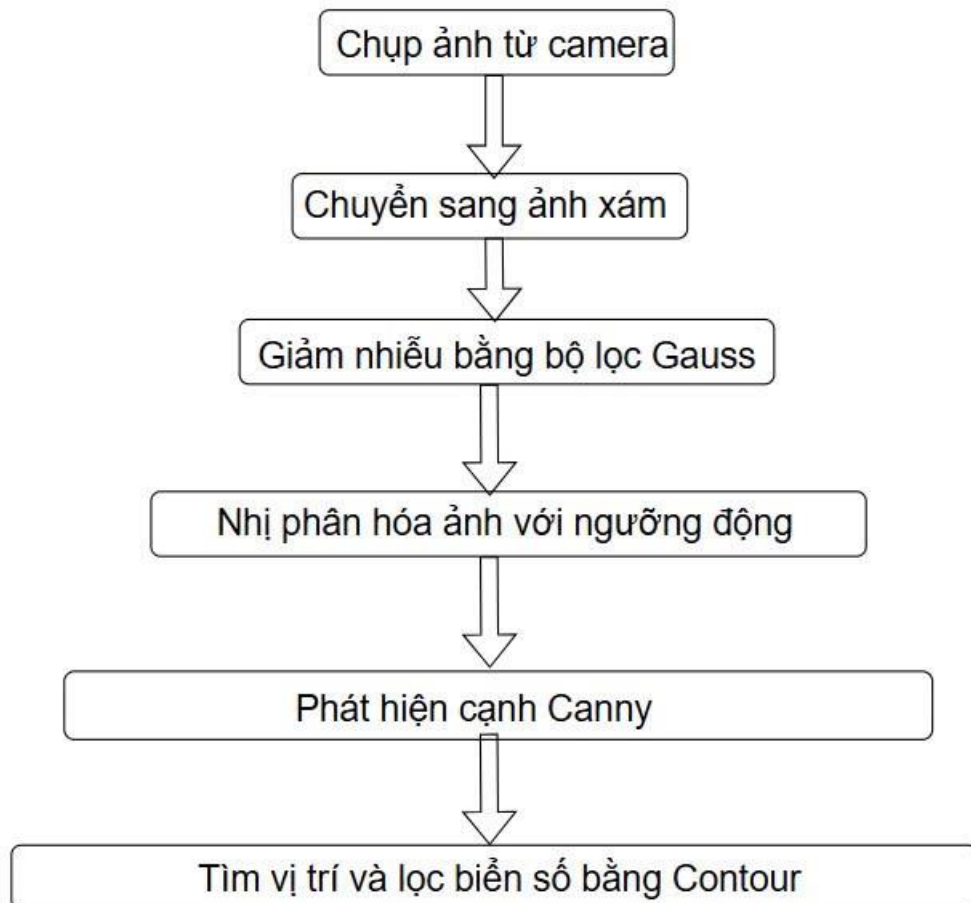 Chụp ảnh từ camera
Chuyển sang ảnh xám
Giảm nhiễu bằng bộ lọc Gauss
Nhị phân hóa ảnh với ngưỡng động
Phát hiện cạnh Canny
Tìm vị trí và lọc biển số bằng Contour